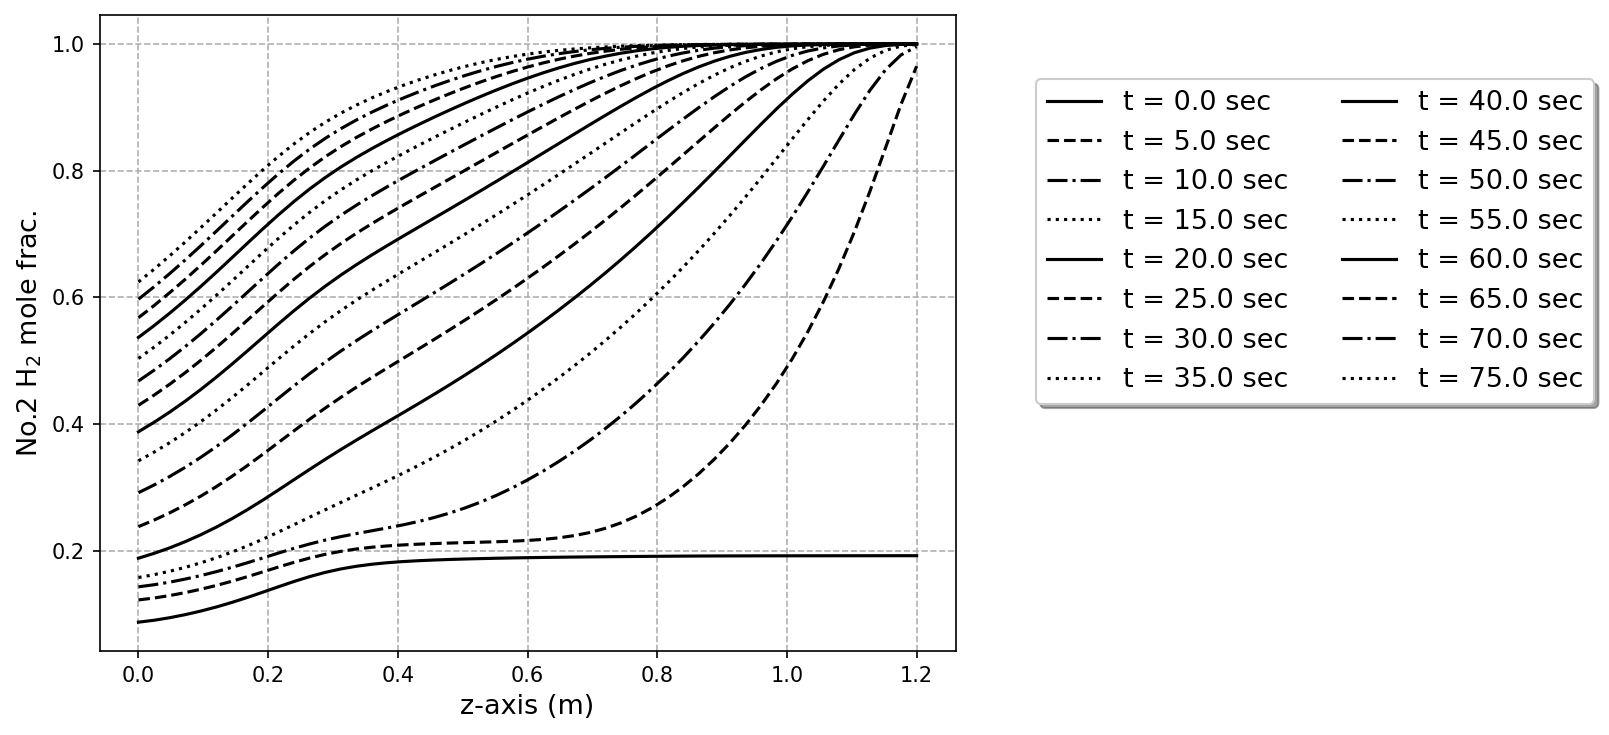 No.2 H₂ mole frac.
1.0
0.8
0.6
0.4
0.2
0.0 0.2 0.4 0.6 0.8 1.0 1.2
z-axis (m)
t = 0.0 sec
t = 5.0 sec
t = 10.0 sec
t = 15.0 sec
t = 20.0 sec
t = 25.0 sec
t = 30.0 sec
t = 35.0 sec
t = 40.0 sec
t = 45.0 sec
t = 50.0 sec
t = 55.0 sec
t = 60.0 sec
t = 65.0 sec
t = 70.0 sec
t = 75.0 sec